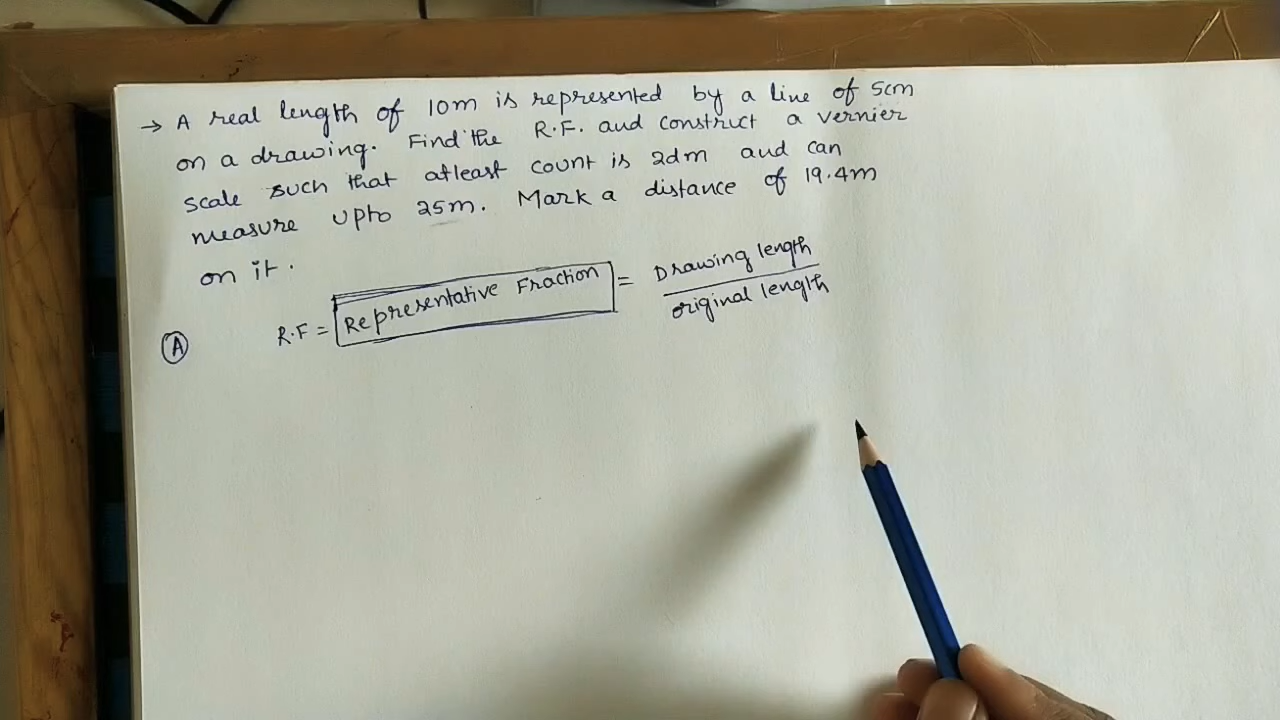 → A real length of 10m is represented by a line of 5cm
on a drawing. Find the R.F. and construct a vernier
scale such that atleast count is 2dm and can
measure upto 25m. Mark a distance of 19.4m
on it.
Ⓐ R.F = Representative Fraction = Drawing length
original length